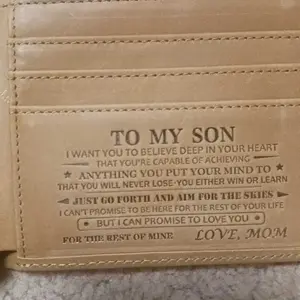 TO MY SON
I WANT YOU TO BELIEVE DEEP IN YOUR HEART
THAT YOU'RE CAPABLE OF ACHIEVING
ANYTHING YOU PUT YOUR MIND TO
THAT YOU WILL NEVER LOSE-YOU EITHER WIN OR LEARN
JUST GO FORTH AND AIM FOR THE SKIES
I CAN'T PROMISE TO BE HERE FOR THE REST OF YOUR LIFE
BUT I CAN PROMISE TO LOVE YOU
FOR THE REST OF MINE. LOVE, MOM